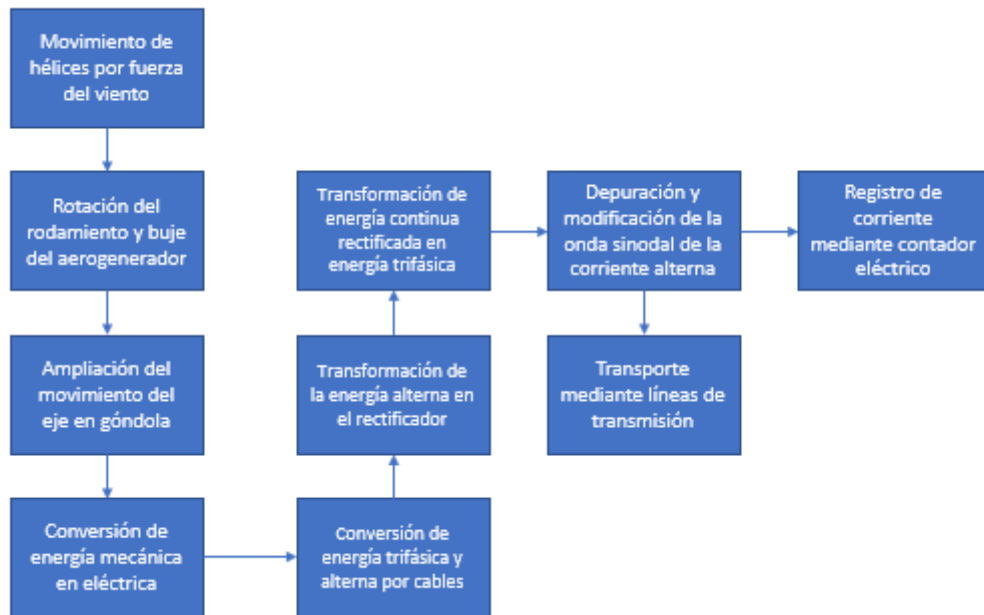 Movimiento de
hélices por fuerza
del viento
Rotación del
rodamiento y buje
del aerogenerador
Ampliación del
movimiento del
eje en góndola
Conversión de
energía mecánica
en eléctrica
Conversión de
energía trifásica y
alterna por cables
Transformación de
la energía alterna en
el rectificador
Transformación de
energía continua
rectificada en
energía trifásica
Depuración y
modificación de la
onda sinodal de la
corriente alterna
Registro de
corriente
mediante contador
eléctrico
Transporte
mediante líneas de
transmisión